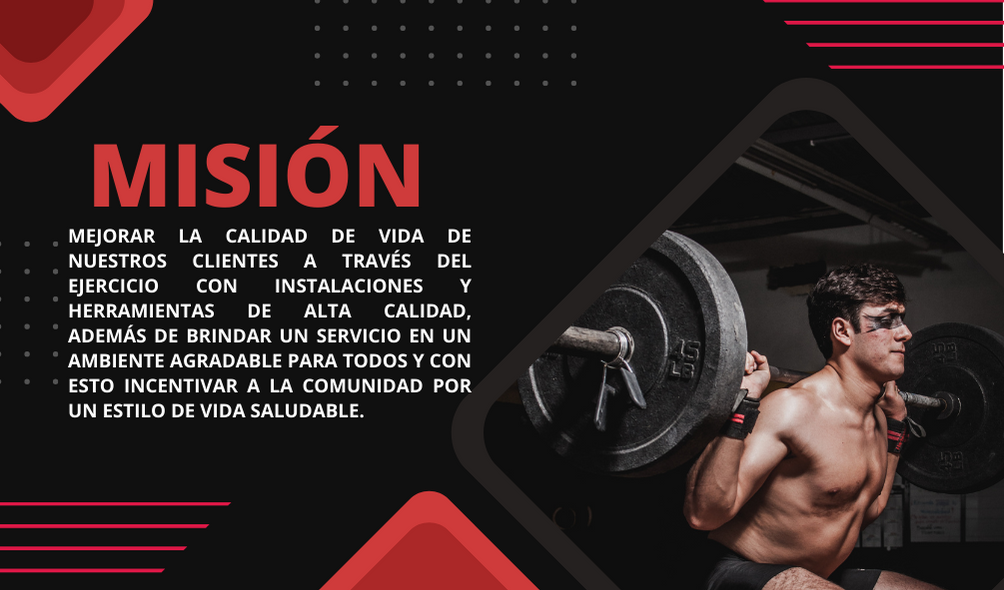 MISIÓN
MEJORAR LA CALIDAD DE VIDA DE
NUESTROS CLIENTES A TRAVÉS DEL
EJERCICIO CON INSTALACIONES Y
HERRAMIENTAS DE ALTA CALIDAD,
ADEMÁS DE BRINDAR UN SERVICIO EN UN
AMBIENTE AGRADABLE PARA TODOS Y CON
ESTO INCENTIVAR A LA COMUNIDAD POR
UN ESTILO DE VIDA SALUDABLE.
45
LB